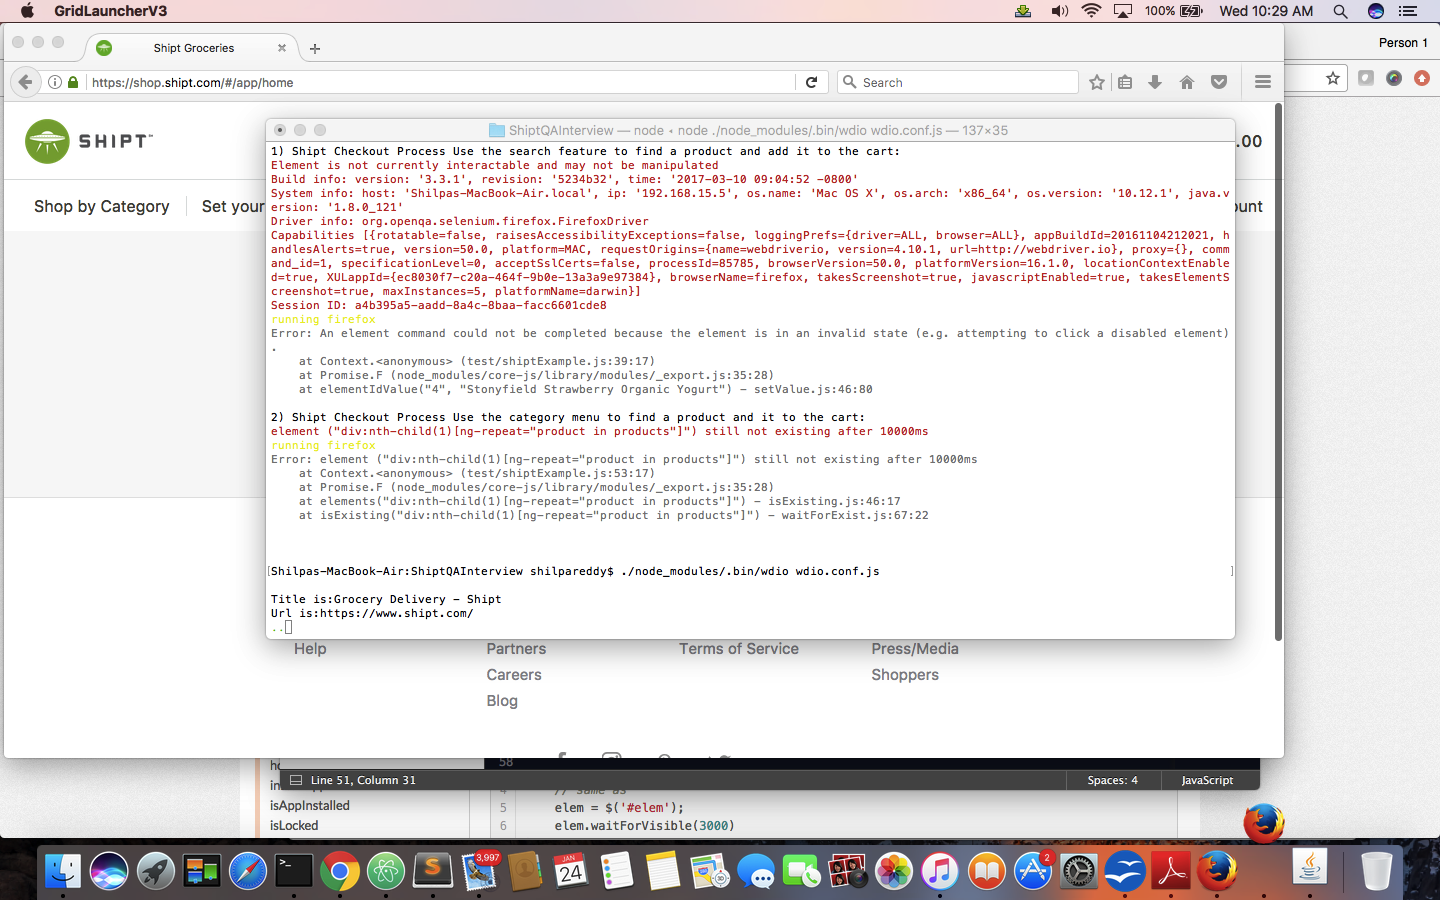 GridLauncherV3
100%
Wed 10:29 AM
Shipt Groceries
Person 1
https://shop.shipt.com/#/app/home
Search
SHIPT
.00
Shop by Category
Set your
ount
ShiptQAInterview — node • node ./node_modules/.bin/wdio wdio.conf.js — 137×35
1) Shipt Checkout Process Use the search feature to find a product and add it to the cart:
Element is not currently interactable and may not be manipulated
Build info: version: '3.3.1', revision: '5234b32', time: '2017-03-10 09:04:52 -0800'
System info: host: 'Shilpas-MacBook-Air.local', ip: '192.168.15.5', os.name: 'Mac OS X', os.arch: 'x86_64', os.version: '10.12.1', java.v
ersion: '1.8.0_121'
Driver info: org.openqa.selenium.firefox.FirefoxDriver
Capabilities [{rotatable=false, raisesAccessibilityExceptions=false, loggingPrefs={driver=ALL, browser=ALL}, appBuildId=20161104212021, h
andlesAlerts=true, version=50.0, platform=MAC, requestOrigins={name=webdriverio, version=4.10.1, url=http://webdriver.io}, proxy={}, comm
and_id=1, specificationLevel=0, acceptSslCerts=false, processId=85785, browserVersion=50.0, platformVersion=16.1.0, locationContextEnable
d=true, XULappId={ec8030f7-c20a-464f-9b0e-13a3a9e97384}, browserName=firefox, takesScreenshot=true, javascriptEnabled=true, takesElementS
creenshot=true, maxInstances=5, platformName=darwin}]
Session ID: a4b395a5-aadd-8a4c-8baa-facc6601cde8
running firefox
Error: An element command could not be completed because the element is in an invalid state (e.g. attempting to click a disabled element)
.
at Context.<anonymous> (test/shiptExample.js:39:17)
at Promise.F (node_modules/core-js/library/modules/_export.js:35:28)
at elementIdValue("4", "Stonyfield Strawberry Organic Yogurt") - setValue.js:46:80
2) Shipt Checkout Process Use the category menu to find a product and it to the cart:
element ("div:nth-child(1)[ng-repeat="product in products"]") still not existing after 10000ms
running firefox
Error: element ("div:nth-child(1)[ng-repeat="product in products"]") still not existing after 10000ms
at Context.<anonymous> (test/shiptExample.js:53:17)
at Promise.F (node_modules/core-js/library/modules/_export.js:35:28)
at elements("div:nth-child(1)[ng-repeat="product in products"]") - isExisting.js:46:17
at isExisting("div:nth-child(1)[ng-repeat="product in products"]") - waitForExist.js:67:22
[Shilpas-MacBook-Air:ShiptQAInterview shilpareddy$ ./node_modules/.bin/wdio wdio.conf.js ]
Title is:Grocery Delivery - Shipt
Url is:https://www.shipt.com/
..
Help
Partners
Terms of Service
Press/Media
Careers
Shoppers
Blog
58
Line 51, Column 31
Spaces: 4
JavaScript
isAppInstalled
5 elem = $('#elem');
isLocked
6 elem.waitForVisible(3000)
3,997
JAN
24
2